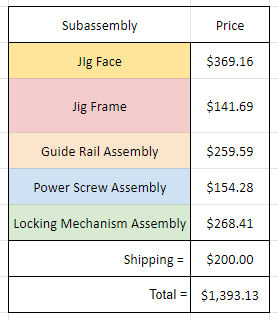 Subassembly Price
JIg Face $369.16
Jig Frame $141.69
Guide Rail Assembly $259.59
Power Screw Assembly $154.28
Locking Mechanism Assembly $268.41
Shipping = $200.00
Total = $1,393.13